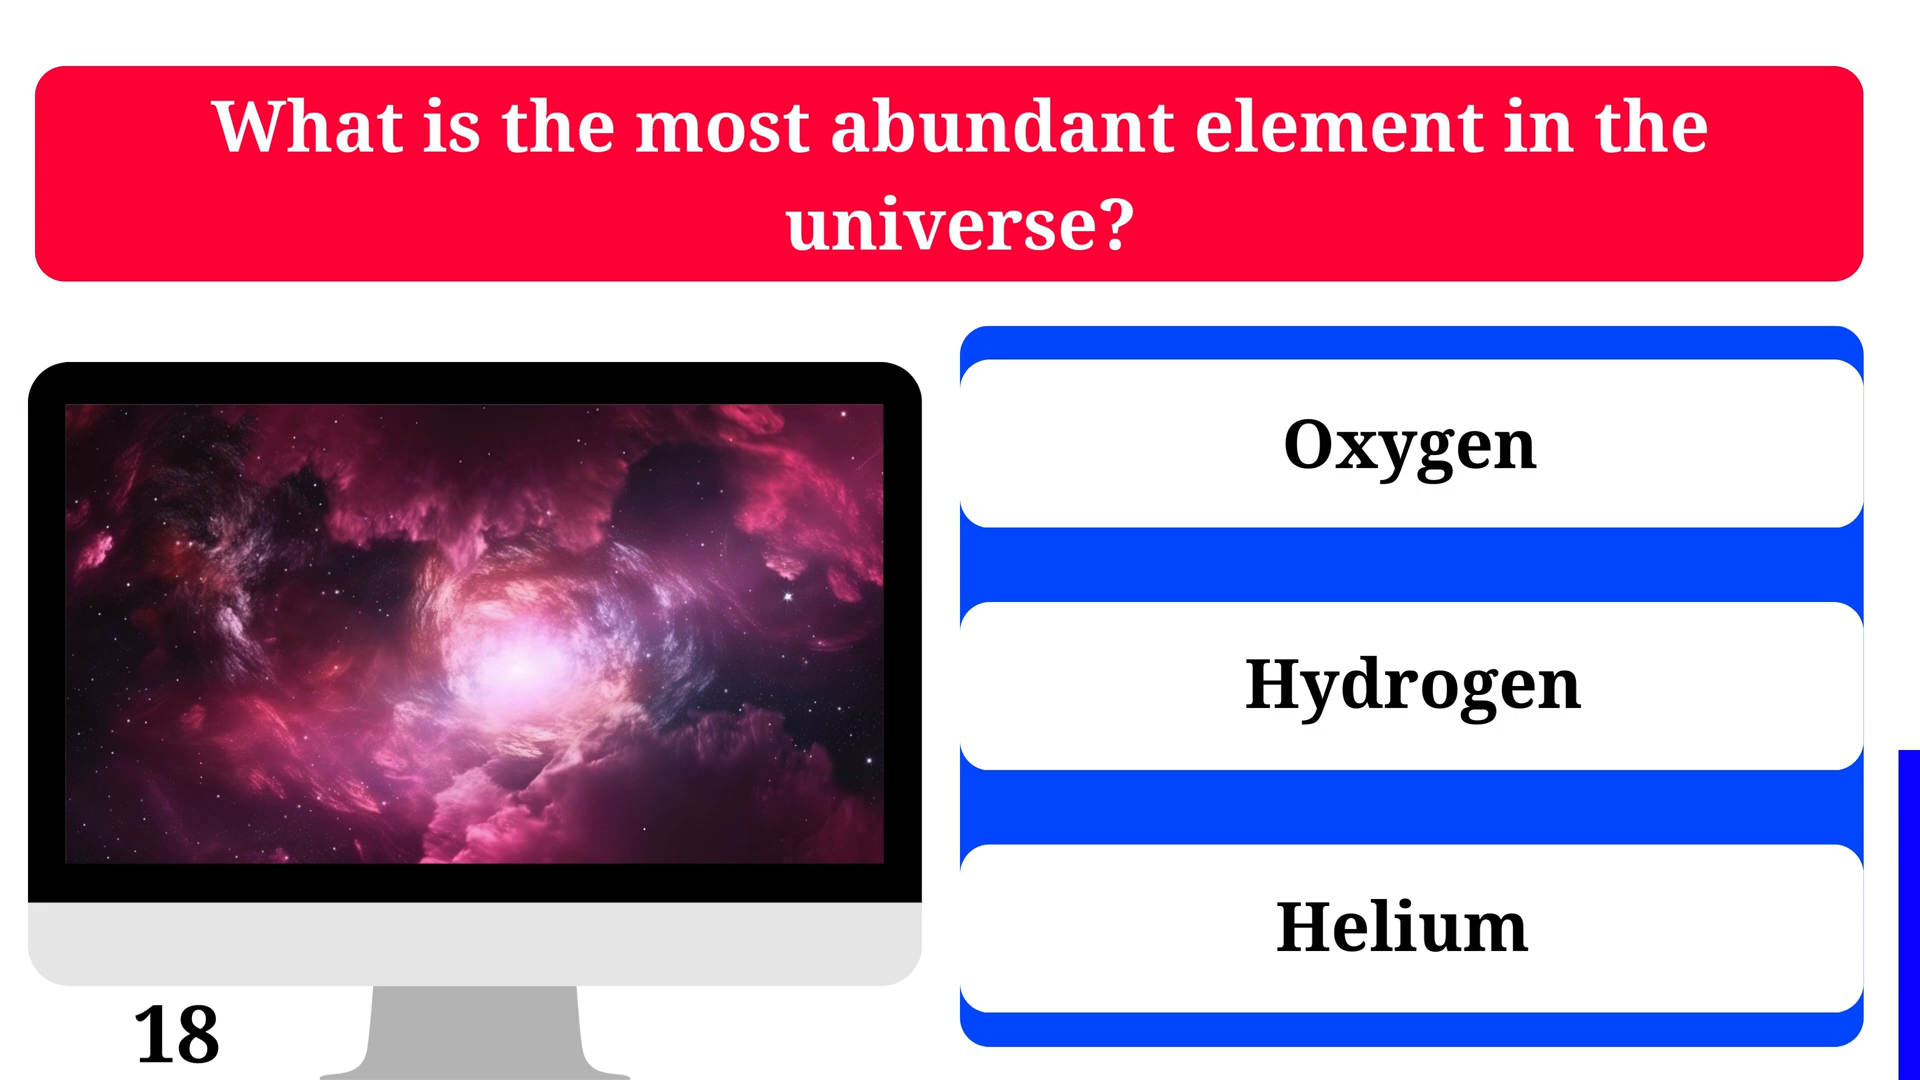 What is the most abundant element in the
universe?
Oxygen
Hydrogen
Helium
18